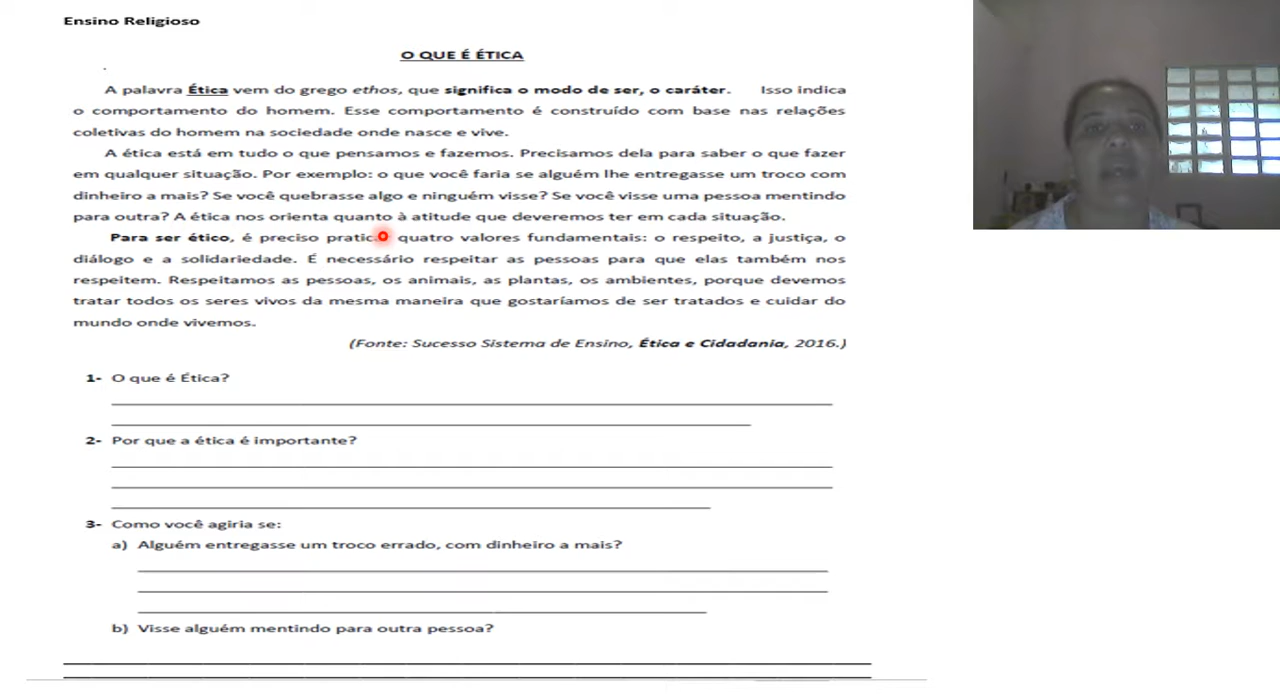 Ensino Religioso
O QUE É ÉTICA
A palavra Ética vem do grego ethos, que significa o modo de ser, o caráter. Isso indica
o comportamento do homem. Esse comportamento é construído com base nas relações
coletivas do homem na sociedade onde nasce e vive.
A ética está em tudo o que pensamos e fazemos. Precisamos dela para saber o que fazer
em qualquer situação. Por exemplo: o que você faria se alguém lhe entregasse um troco com
dinheiro a mais? Se você quebrasse algo e ninguém visse? Se você visse uma pessoa mentindo
para outra? A ética nos orienta quanto à atitude que deveremos ter em cada situação.
Para ser ético, é preciso quatro valores fundamentais: o respeito, a justiça, o
diálogo e a solidariedade. É necessário respeitar as pessoas para que elas também nos
respeitem. Respeitamos as pessoas, os animais, as plantas, os ambientes, porque devemos
tratar todos os seres vivos da mesma maneira que gostaríamos de ser tratados e cuidar do
mundo onde vivemos.
(Fonte: Sucesso Sistema de Ensino, Ética e Cidadania, 2016.)
1- O que é Ética?
2- Por que a ética é importante?
3- Como você agiria se:
a) Alguém entregasse um troco errado, com dinheiro a mais?
b) Visse alguém mentindo para outra pessoa?